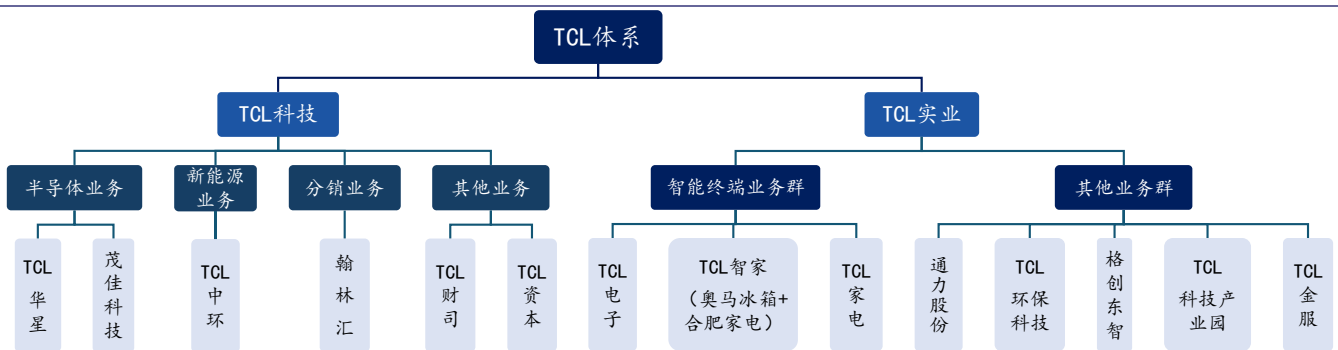 TCL体系
TCL科技
TCL实业
半导体业务
新能源
业务
分销业务
其他业务
智能终端业务群
其他业务群
TCL
华
星
茂
佳
科
技
TCL
中
环
翰
林
汇
TCL
财
司
TCL
资
本
TCL
电
子
TCL智家
（奥马冰箱+
合肥家电）
TCL
家
电
通
力
股
份
TCL
环保
科技
格
创
东
智
TCL
科技产
业园
TCL
金
服